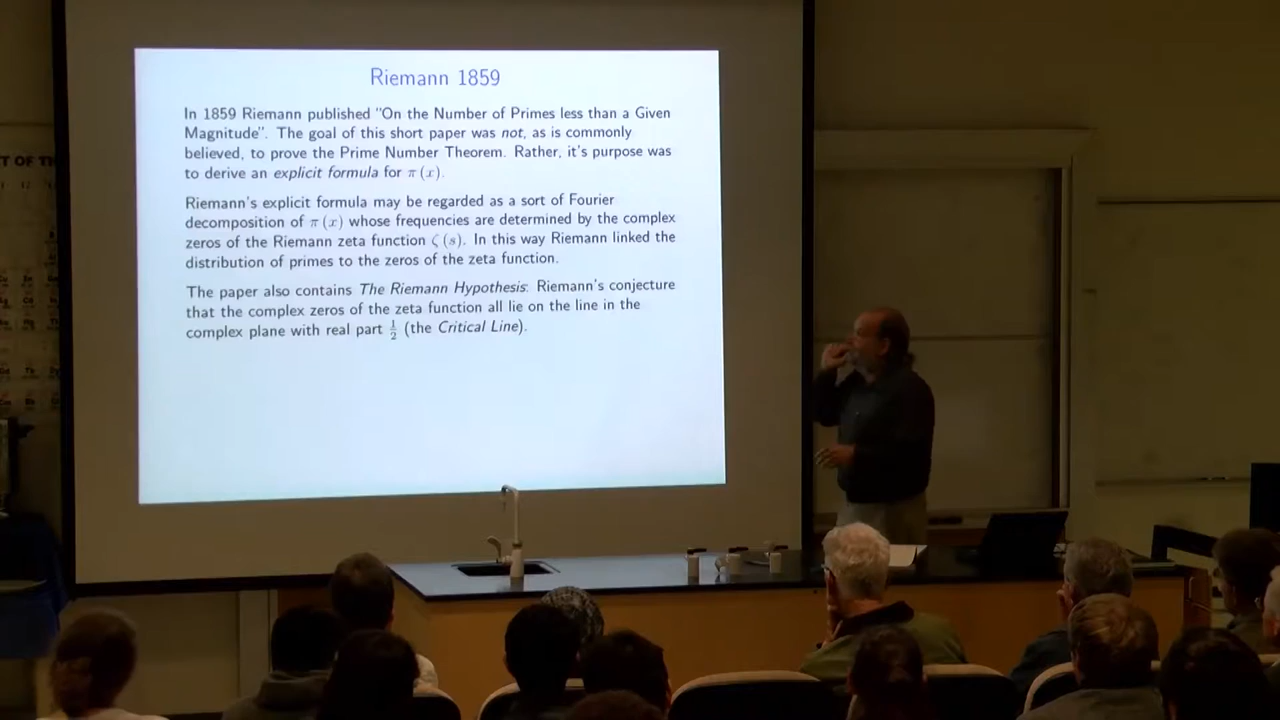 Riemann 1859
In 1859 Riemann published "On the Number of Primes less than a Given
Magnitude". The goal of this short paper was not, as is commonly
believed, to prove the Prime Number Theorem. Rather, it's purpose was
to derive an explicit formula for π (x).
Riemann's explicit formula may be regarded as a sort of Fourier
decomposition of π (x) whose frequencies are determined by the complex
zeros of the Riemann zeta function ζ (s). In this way Riemann linked the
distribution of primes to the zeros of the zeta function.
The paper also contains The Riemann Hypothesis: Riemann's conjecture
that the complex zeros of the zeta function all lie on the line in the
complex plane with real part 1/2 (the Critical Line).
T OF TH